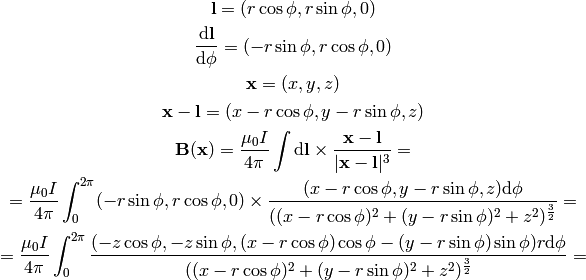 𝐥 = (r cos ϕ, r sin ϕ, 0)
d𝐥/dϕ = (−r sin ϕ, r cos ϕ, 0)
𝐱 = (x, y, z)
𝐱 − 𝐥 = (x − r cos ϕ, y − r sin ϕ, z)
𝐁(𝐱) = μ₀I/4π ∫ d𝐥 × (𝐱 − 𝐥)/|𝐱 − 𝐥|³ =
= μ₀I/4π ∫₀^{2π} (−r sin ϕ, r cos ϕ, 0) × (x − r cos ϕ, y − r sin ϕ, z)dϕ / ((x − r cos ϕ)² + (y − r sin ϕ)² + z²)^{3/2} =
= μ₀I/4π ∫₀^{2π} (−z cos ϕ, −z sin ϕ, (x − r cos ϕ) cos ϕ − (y − r sin ϕ) sin ϕ)rdϕ / ((x − r cos ϕ)² + (y − r sin ϕ)² + z²)^{3/2} =